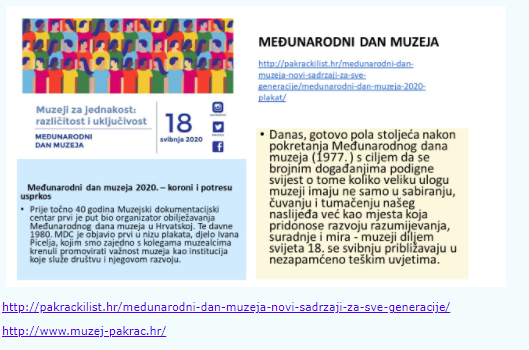 MEĐUNARODNI DAN MUZEJA
http://pakrackilist.hr/medunarodni-dan-
muzeja-novi-sadrzaji-za-sve-
generacije/medunarodni-dan-muzeja-2020-
plakat/
Muzeji za jednakost:
različitost i uključivost
MEĐUNARODNI
DAN MUZEJA
18
svibnja 2020
Međunarodni dan muzeja 2020. – koroni i potresu
usprkos
• Prije točno 40 godina Muzejski dokumentacijski
centar prvi je put bio organizator obilježavanja
Međunarodnog dana muzeja u Hrvatskoj. Te davne
1980. MDC je objavio prvi u nizu plakata, djelo Ivana
Picelja, kojim smo zajedno s kolegama muzealcima
krenuli promovirati važnost muzeja kao institucija
koje služe društvu i njegovom razvoju.
• Danas, gotovo pola stoljeća nakon
pokretanja Međunarodnog dana
muzeja (1977. ) s ciljem da se
brojnim događanjima podigne
svijest o tome koliko veliku ulogu
muzeji imaju ne samo u sabiranju,
čuvanju i tumačenju našeg
naslijeđa već kao mjesta koja
pridonose razvoju razumijevanja,
suradnje i mira - muzeji diljem
svijeta 18. se svibnju približavaju u
nezapamćeno teškim uvjetima.
http://pakrackilist.hr/medunarodni-dan-muzeja-novi-sadrzaji-za-sve-generacije/
http://www.muzej-pakrac.hr/